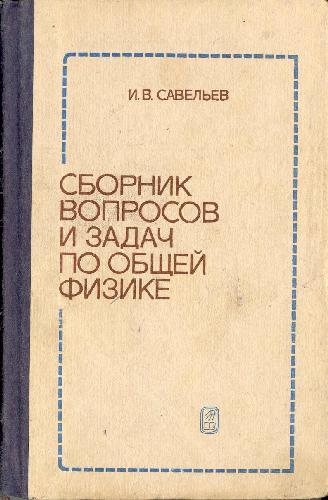 И. В. САВЕЛЬЕВ
СБОРНИК
ВОПРОСОВ
И ЗАДАЧ
ПО ОБЩЕЙ
ФИЗИКЕ